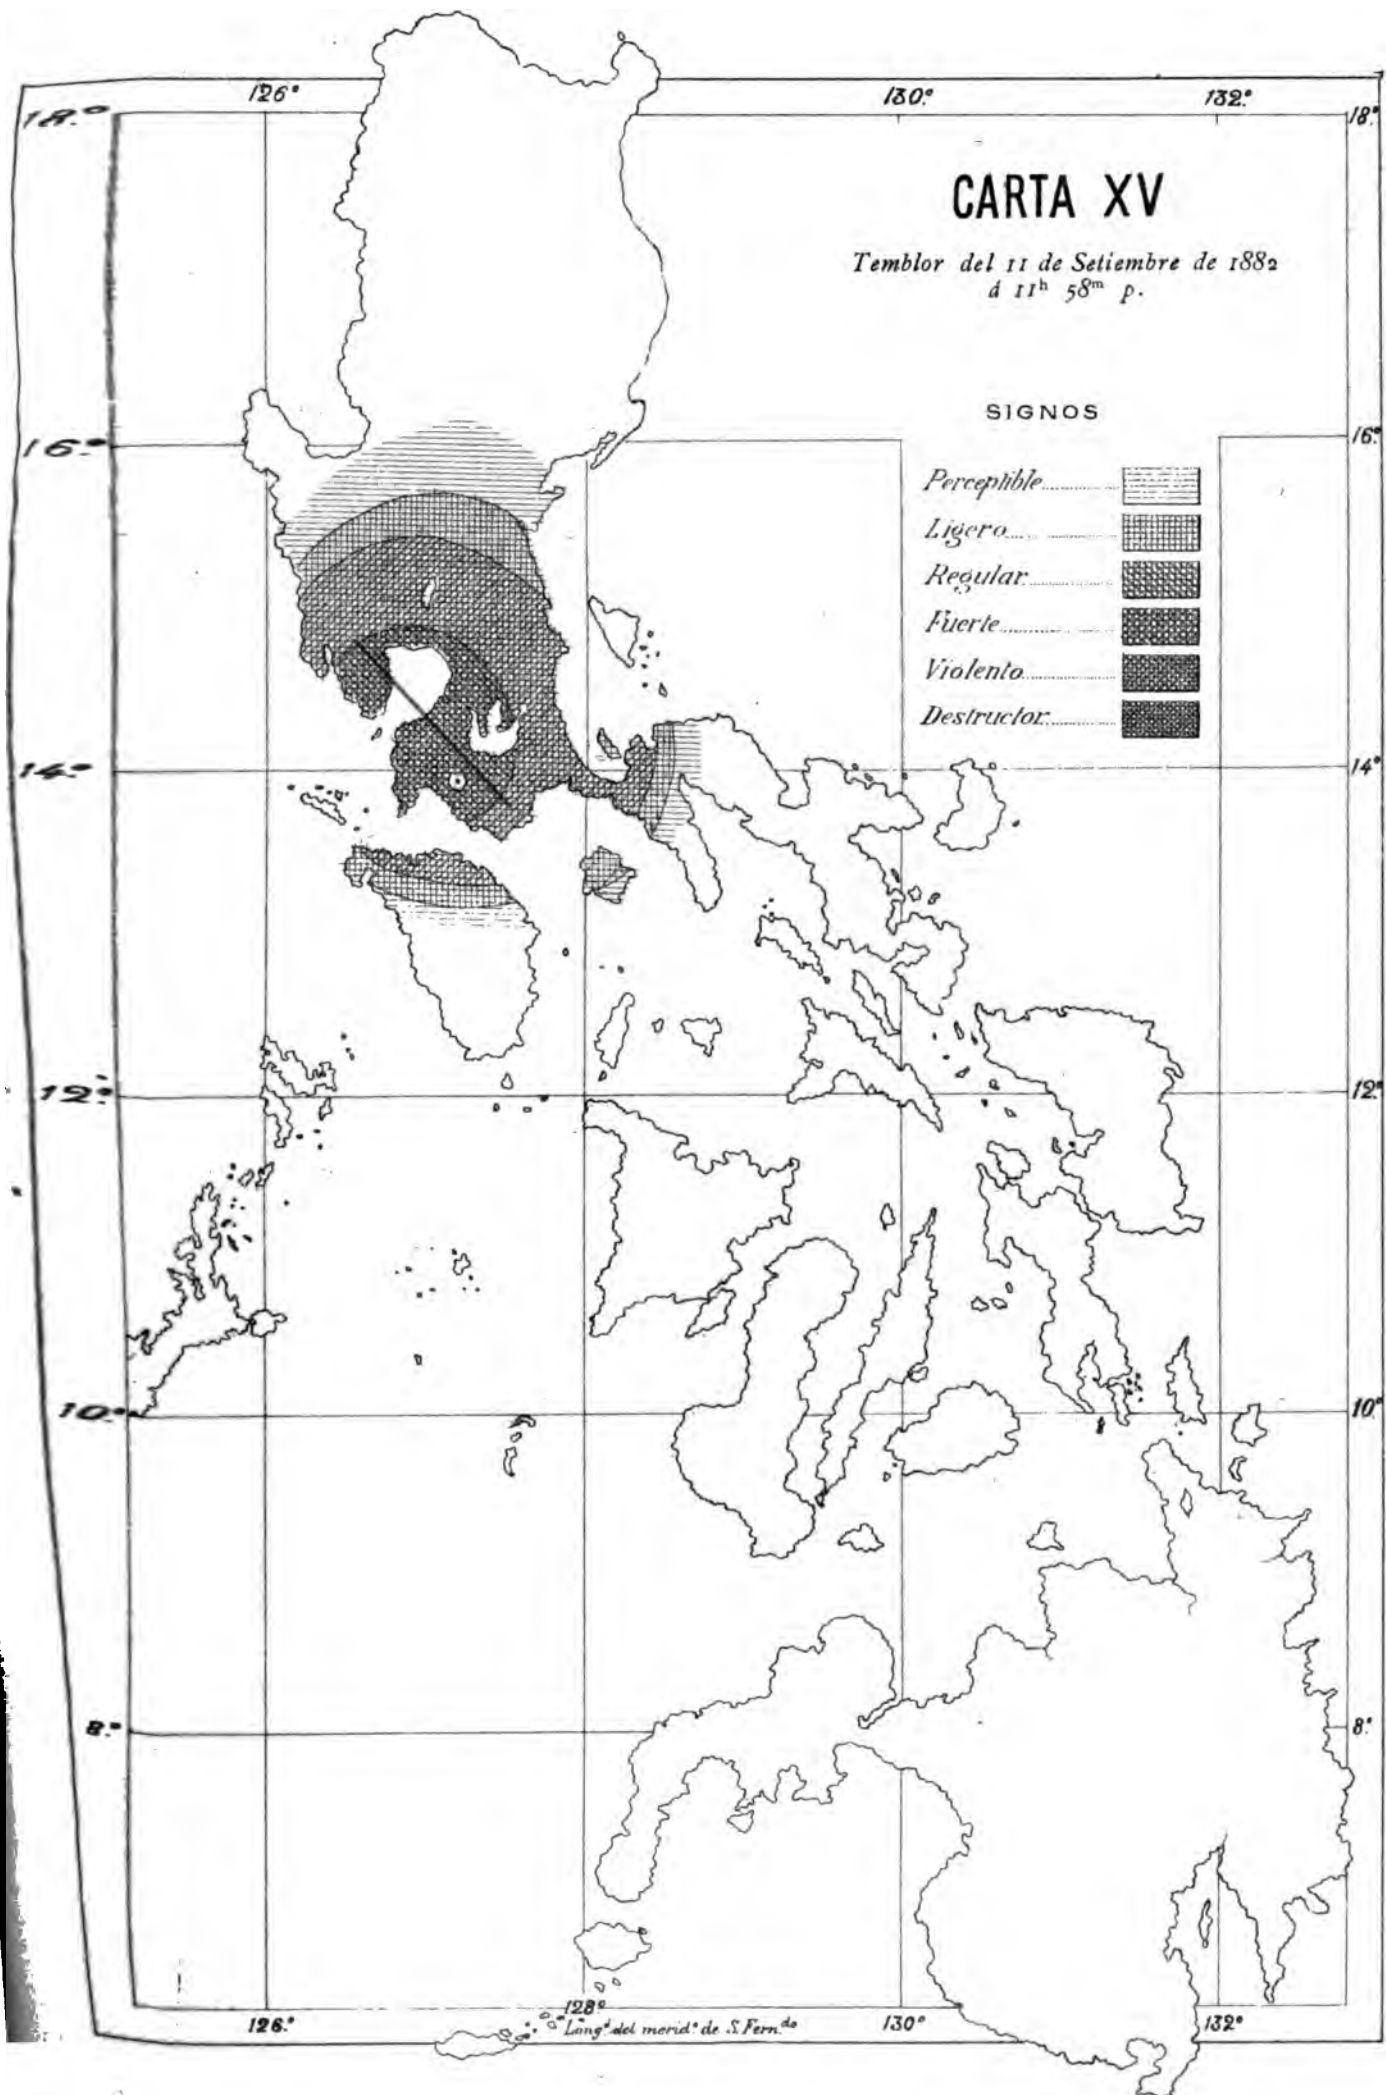 126° 130° 132°
18° 18°
CARTA XV
Temblor del 11 de Setiembre de 1882
á 11h 58m p.
SIGNOS
16° 16°
Perceptible
Ligero
Regular
Fuerte
Violento
Destructor
14° 14°
12° 12°
10° 10°
8° 8°
128°
126° Longd. del merid° de S. Fern.do 130° 132°